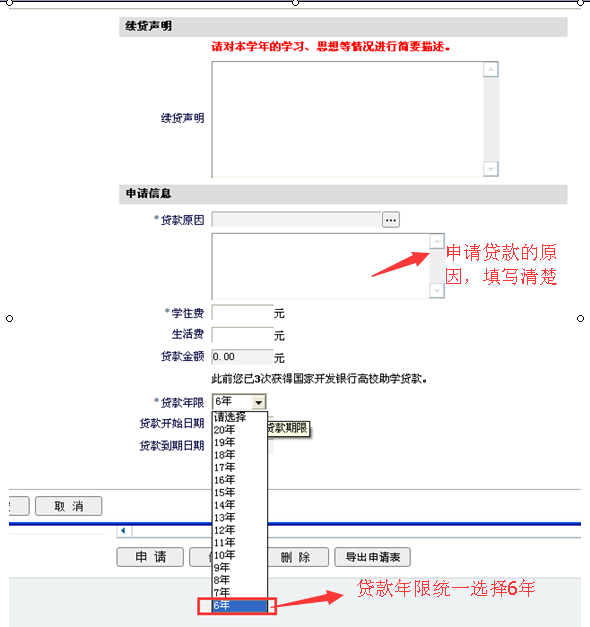 续贷声明
请对本学年的学习、思想等情况进行简要描述。
续贷声明
申请信息
*贷款原因
...
申请贷款的原
因，填写清楚
*学住费 元
生活费 元
贷款金额 0.00 元
此前您已3次获得国家开发银行高校助学贷款。
*贷款年限 6年
请选择
贷款开始日期
贷款期限
20年
19年
贷款到期日期
18年
17年
16年
15年
14年
取 消
13年
12年
11年
申 请
删 除
导出申请表
10年
9年
8年
7年
6年
贷款年限统一选择6年